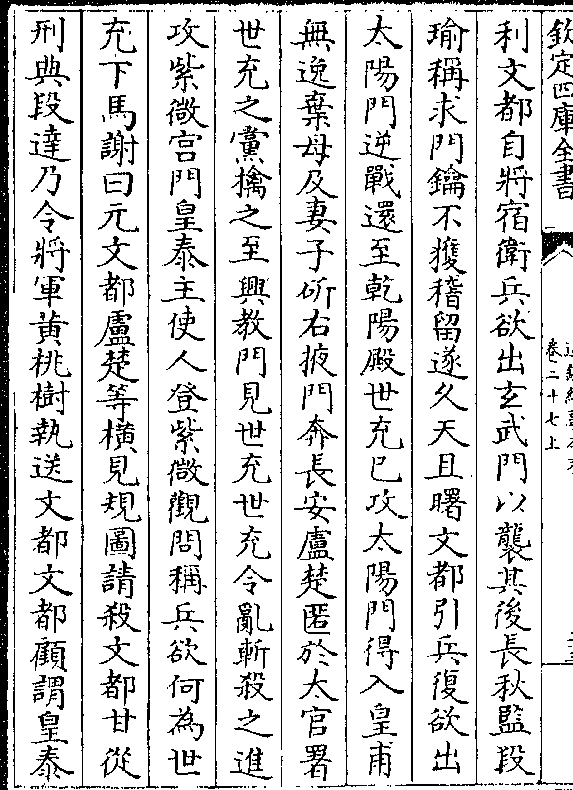 欽定四庫全書
卷二十七上
利文都自將宿衛兵欲出玄武門以襲其後長秋監段
瑜稱求門鑰不獲稽留遂久天且曙文都引兵復欲出
太陽門逆戰還至乾陽殿世充已攻太陽門得入皇甫
無逸棄母及妻子斫右掖門奔長安盧楚匿於太官署
世充之黨擒之至興教門見世充世充令亂斬殺之進
攻紫微宮門皇泰主使人登紫微觀問稱兵欲何為世
充下馬謝曰元文都盧楚等橫見規圖請殺文都甘從
刑典段達乃令將軍黄桃樹執送文都文都顧謂皇泰